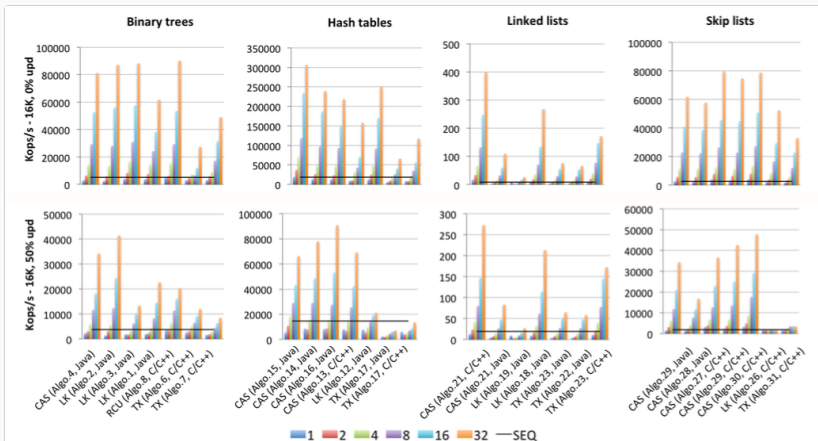 Binary trees
Hash tables
Linked lists
Skip lists
Kops/s - 16K, 0% upd
100000
80000
60000
40000
20000
0
350000
300000
250000
200000
150000
100000
50000
0
500
400
300
200
100
0
100000
80000
60000
40000
20000
0
Kops/s - 16K, 50% upd
50000
40000
30000
20000
10000
0
100000
80000
60000
40000
20000
0
300
250
200
150
100
50
0
60000
50000
40000
30000
20000
10000
0
CAS (Algo.4, Java)
LK (Algo.2, Java)
LK (Algo.3, Java)
LK (Algo.1, Java)
RCU (Algo.8, C/C++)
TX (Algo.6, C/C++)
TX (Algo.7, C/C++)
CAS (Algo.15, Java)
CAS (Algo.14, Java)
CAS (Algo.16, Java)
CAS (Algo.13, C/C++)
LK (Algo.12, Java)
TX (Algo.17, Java)
TX (Algo.17, C/C++)
CAS (Algo.21, C/C++)
CAS (Algo.21, Java)
LK (Algo.19, Java)
LK (Algo.18, Java)
TX (Algo.23, Java)
TX (Algo.22, Java)
TX (Algo.23, C/C++)
CAS (Algo.29, Java)
CAS (Algo.28, Java)
CAS (Algo.27, C/C++)
CAS (Algo.29, C/C++)
CAS (Algo.30, C/C++)
LK (Algo.26, C/C++)
TX (Algo.31, C/C++)
1 2 4 8 16 32 SEQ